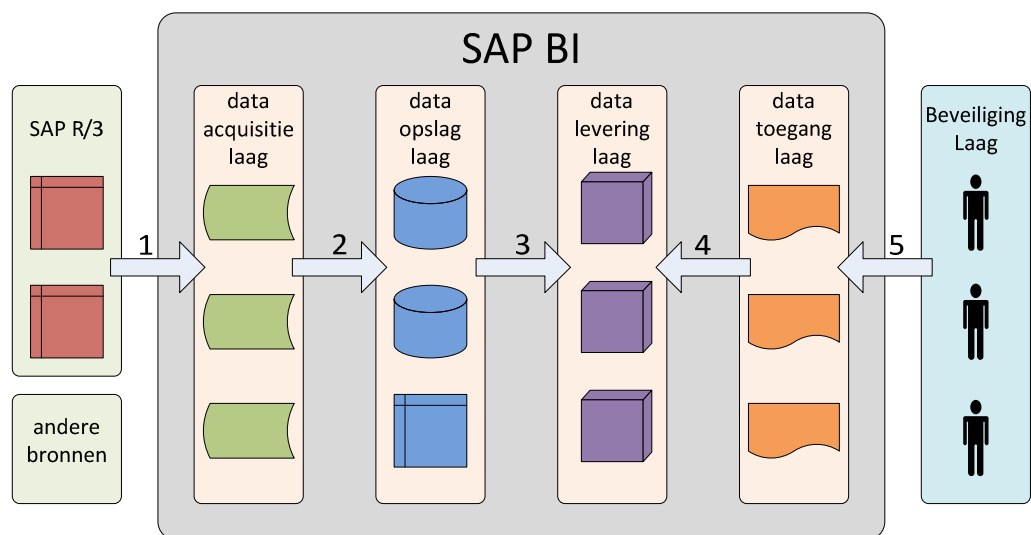 SAP BI
SAP R/3
andere
bronnen
1
data
acquisitie
laag
2
data
opslag
laag
3
data
levering
laag
4
data
toegang
laag
5
Beveiliging
Laag